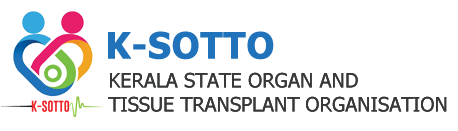 K-SOTTO
KERALA STATE ORGAN AND
TISSUE TRANSPLANT ORGANISATION
K-SOTTO